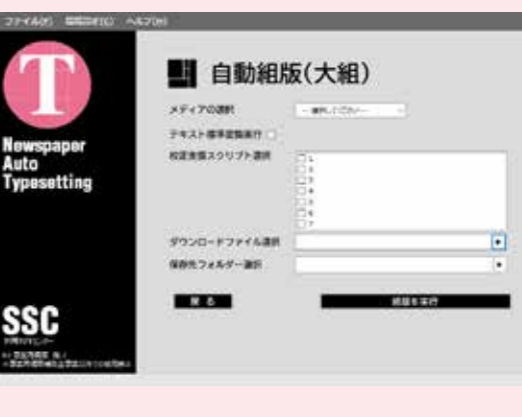 ファイル(F) 環境設定(C) ヘルプ(H)
T
Newspaper
Auto
Typesetting
自動組版(大組)
メディアの選択
テキスト標準変換実行
校正支援スクリプト選択
1
2
3
4
5
6
7
ダウンロードファイル選択
保存先フォルダー選択
戻る
組版を実行
SSC